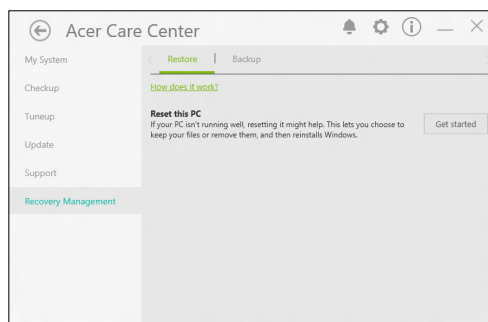 Acer Care Center
My System
Checkup
Tuneup
Update
Support
Recovery Management
Restore | Backup
How does it work?
Reset this PC
If your PC isn't running well, resetting it might help. This lets you choose to
keep your files or remove them, and then reinstalls Windows.
Get started